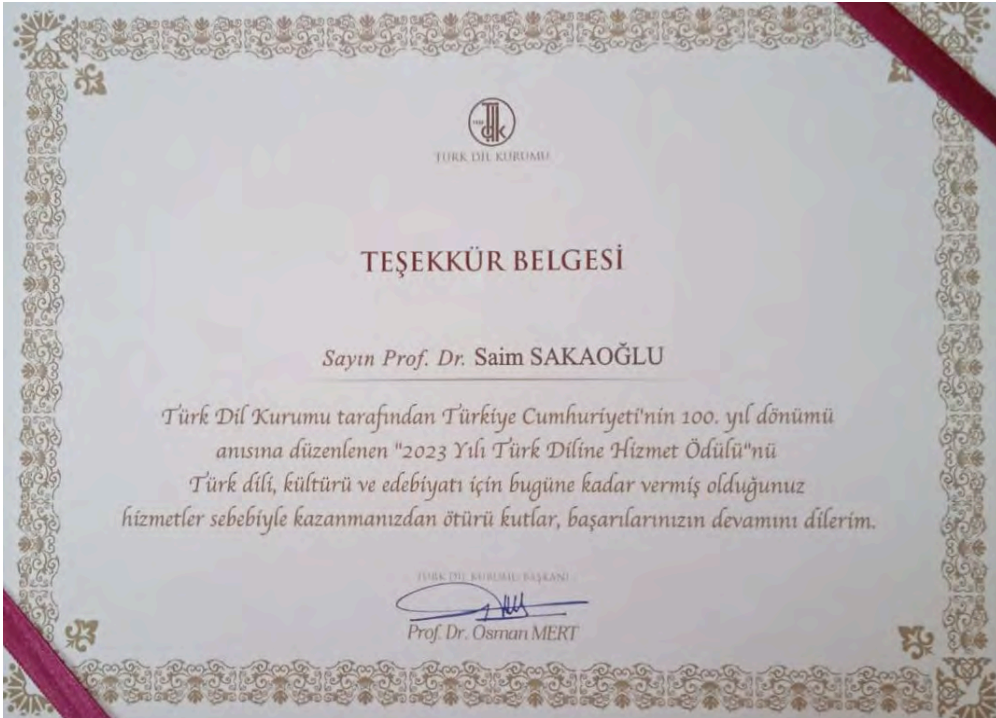 tdk
TÜRK DİL KURUMU
TEŞEKKÜR BELGESİ
Sayın Prof. Dr. Saim SAKAOĞLU
Türk Dil Kurumu tarafından Türkiye Cumhuriyeti'nin 100. yıl dönümü
anısına düzenlenen "2023 Yılı Türk Diline Hizmet Ödülü"nü
Türk dili, kültürü ve edebiyatı için bugüne kadar vermiş olduğunuz
hizmetler sebebiyle kazanmanızdan ötürü kutlar, başarılarınızın devamını dilerim.
TÜRK DİL KURUMU BAŞKANI
Prof. Dr. Osman MERT